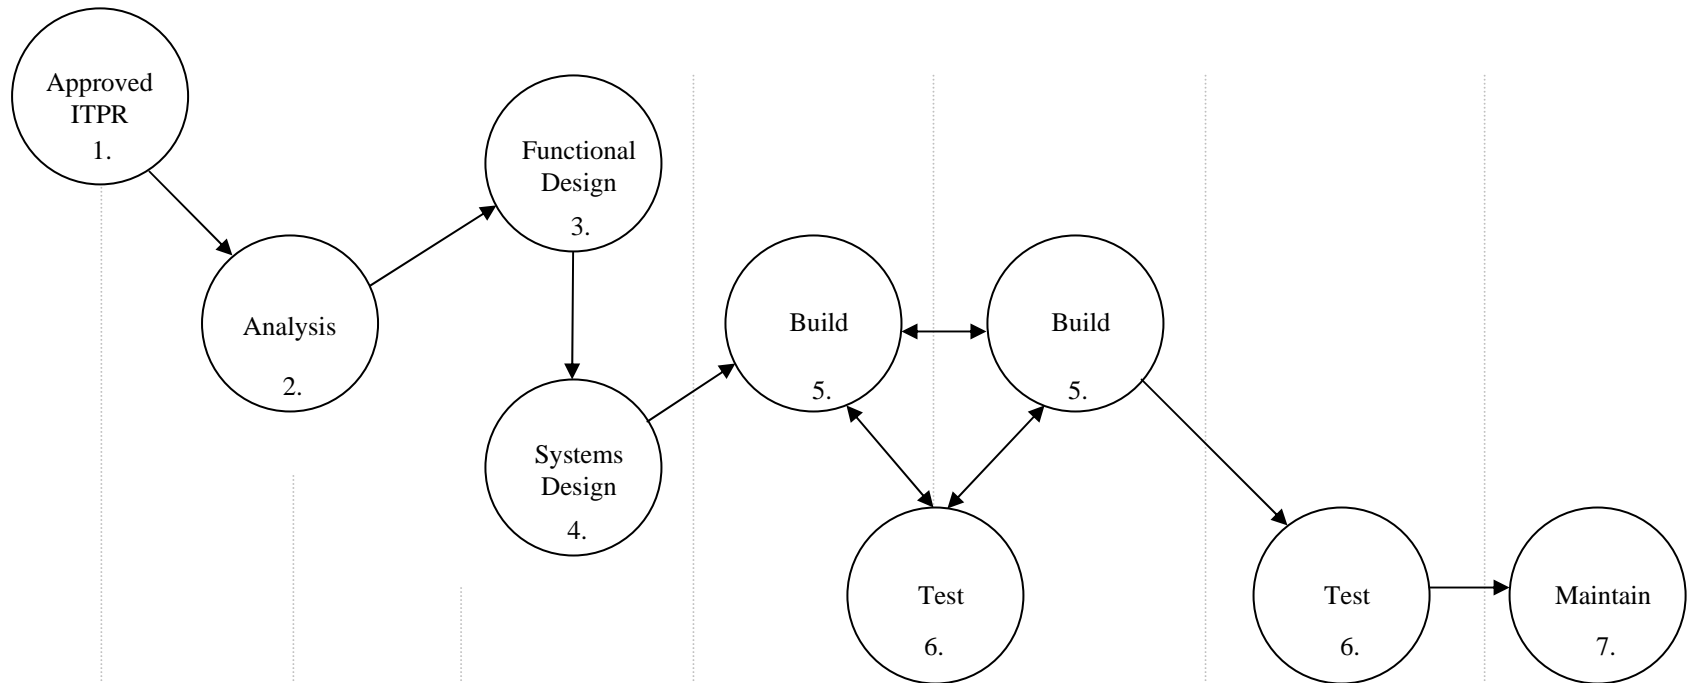 Approved
ITPR
1.
Analysis
2.
Functional
Design
3.
Systems
Design
4.
Build
5.
Build
5.
Test
6.
Test
6.
Maintain
7.